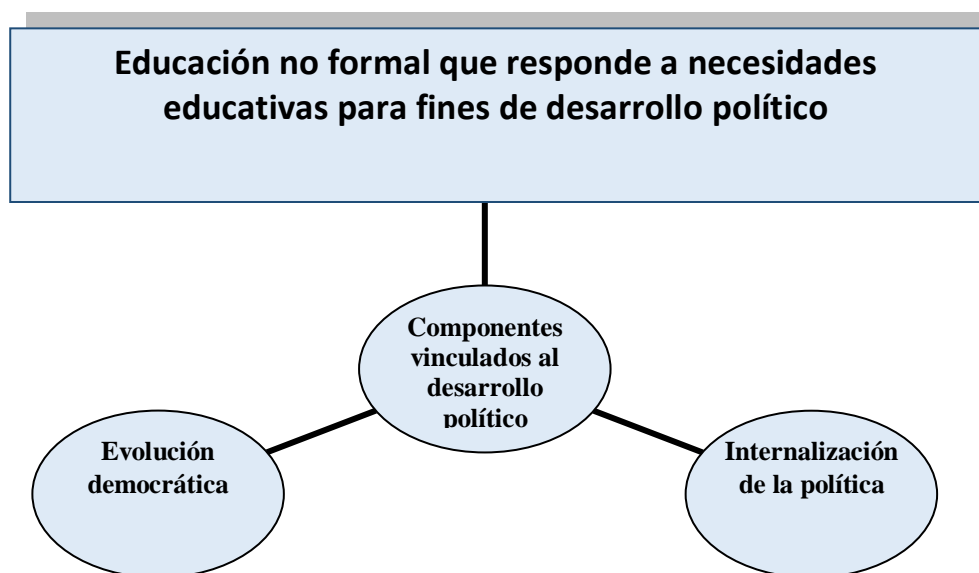 Educación no formal que responde a necesidades
educativas para fines de desarrollo político
Componentes
vinculados al
desarrollo
político
Evolución
democrática
Internalización
de la política